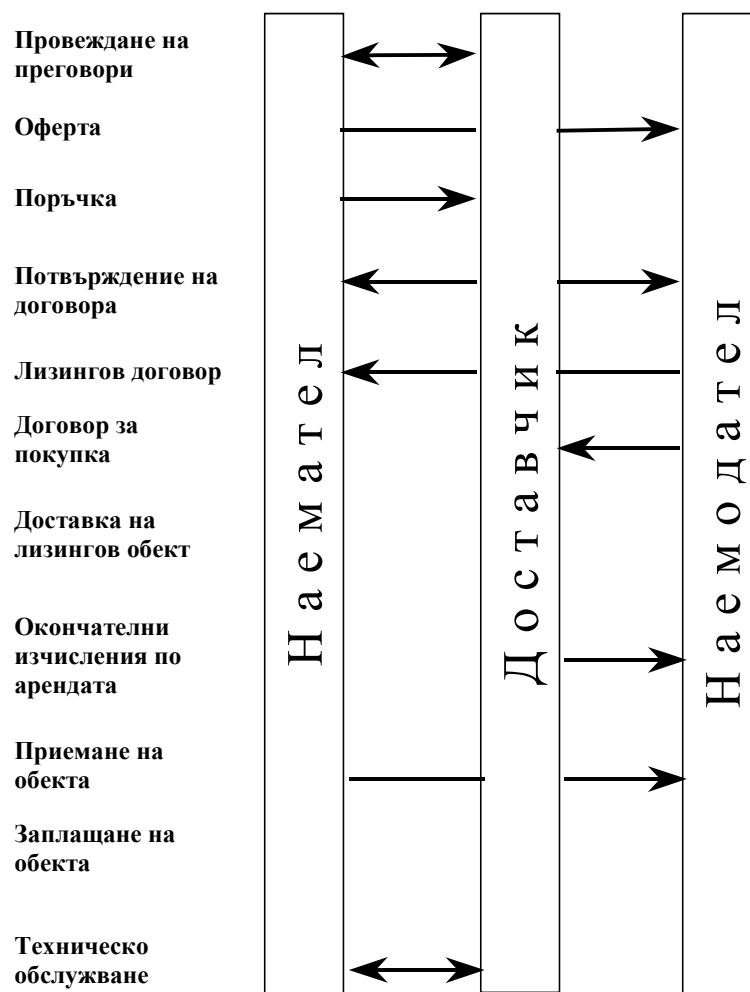 Провеждане на
преговори
Оферта
Поръчка
Потвърждение на
договора
Лизингов договор
Договор за
покупка
Доставка на
лизингов обект
Окончателни
изчисления по
арендата
Приемане на
обекта
Заплащане на
обекта
Техническо
обслужване
Наемател
Доставчик
Наемодател